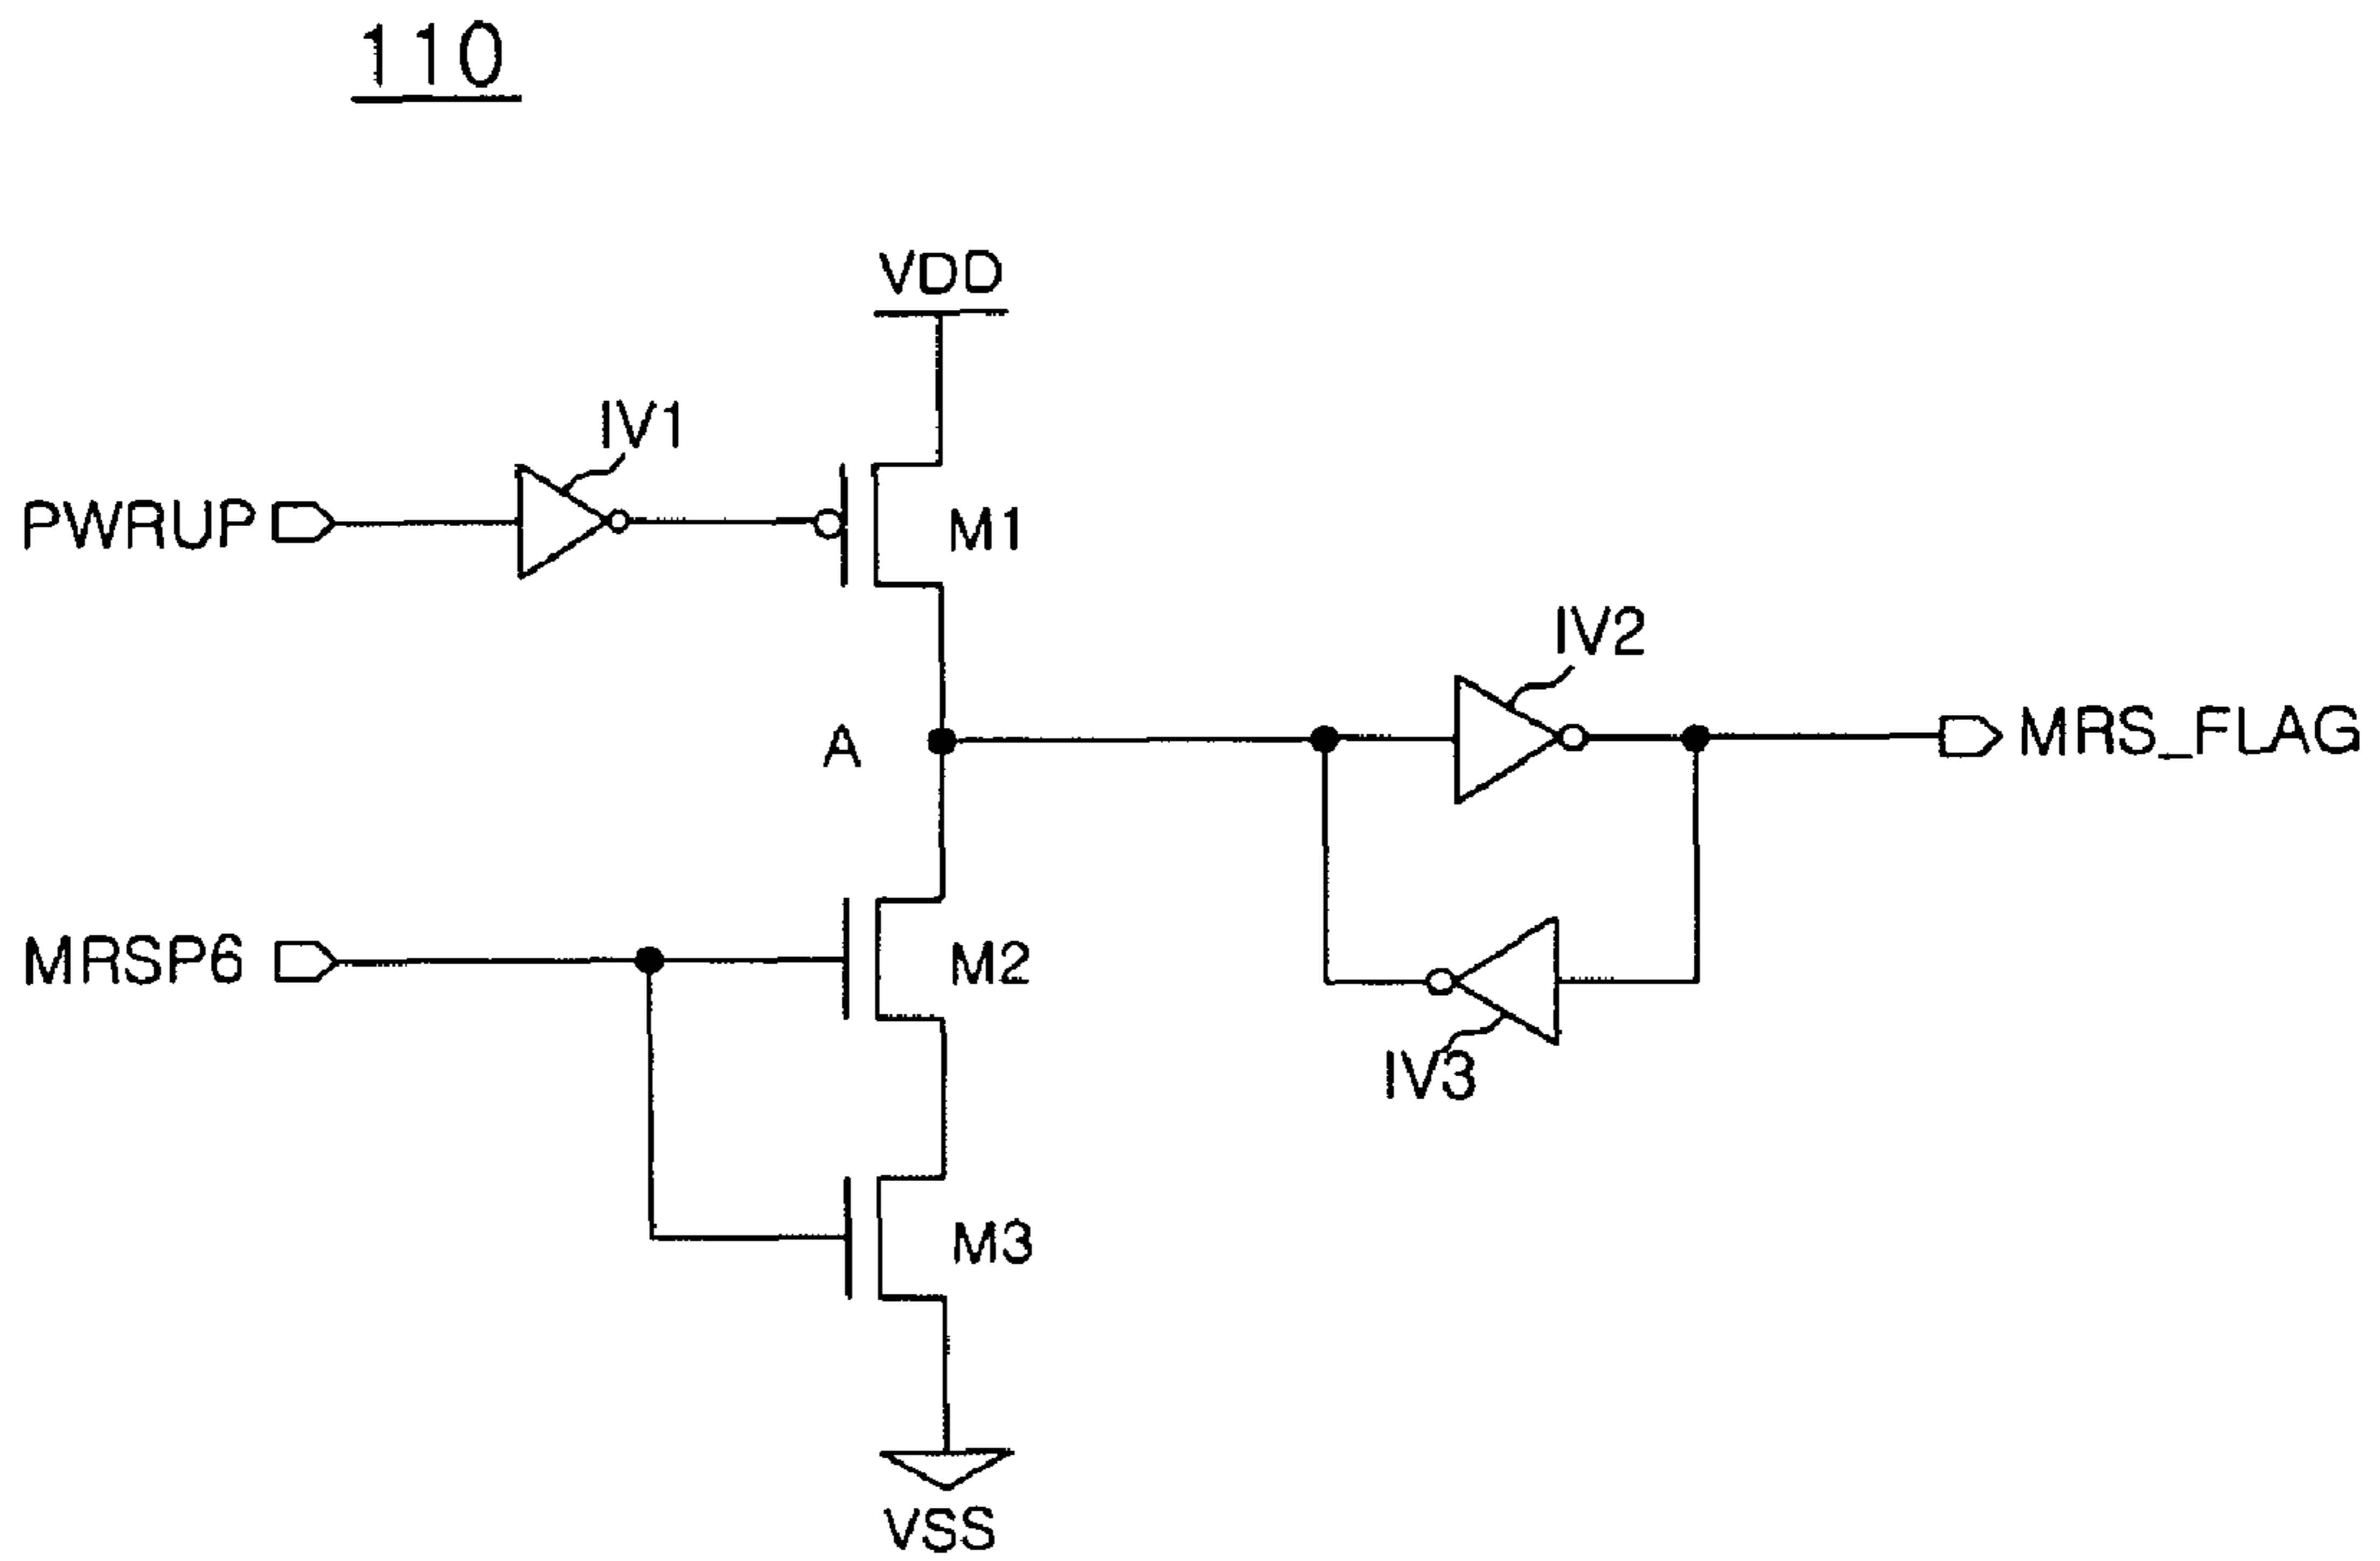 110
VDD
IV1
PWRUP
M1
IV2
A
MRS_FLAG
MRSP6
M2
IV3
M3
VSS